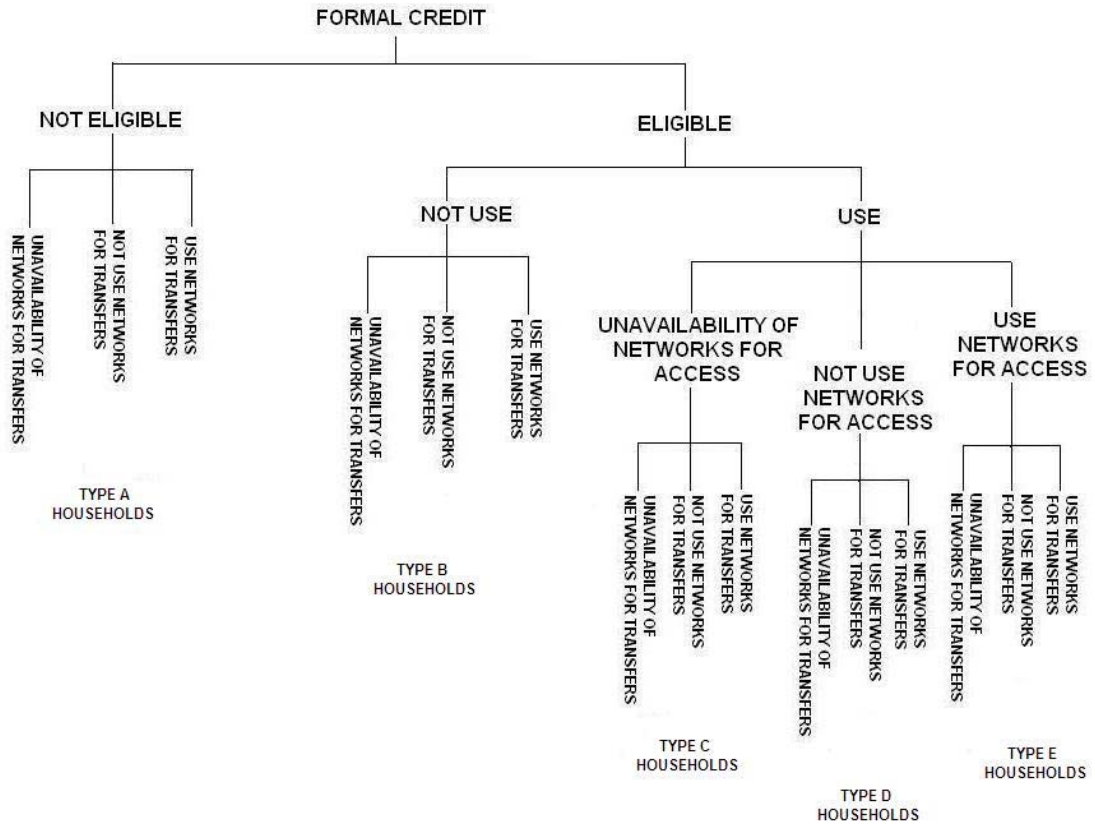 FORMAL CREDIT
NOT ELIGIBLE
ELIGIBLE
NOT USE
USE
UNAVAILABILITY OF
NETWORKS FOR TRANSFERS
NOT USE NETWORKS
FOR TRANSFERS
USE NETWORKS
FOR TRANSFERS
TYPE A
HOUSEHOLDS
UNAVAILABILITY OF
NETWORKS FOR TRANSFERS
NOT USE NETWORKS
FOR TRANSFERS
USE NETWORKS
FOR TRANSFERS
TYPE B
HOUSEHOLDS
UNAVAILABILITY OF
NETWORKS FOR
ACCESS
UNAVAILABILITY OF
NETWORKS FOR TRANSFERS
NOT USE NETWORKS
FOR TRANSFERS
USE NETWORKS
FOR TRANSFERS
TYPE C
HOUSEHOLDS
NOT USE
NETWORKS
FOR ACCESS
UNAVAILABILITY OF
NETWORKS FOR TRANSFERS
NOT USE NETWORKS
FOR TRANSFERS
USE NETWORKS
FOR TRANSFERS
TYPE D
HOUSEHOLDS
USE
NETWORKS
FOR ACCESS
UNAVAILABILITY OF
NETWORKS FOR TRANSFERS
NOT USE NETWORKS
FOR TRANSFERS
USE NETWORKS
FOR TRANSFERS
TYPE E
HOUSEHOLDS